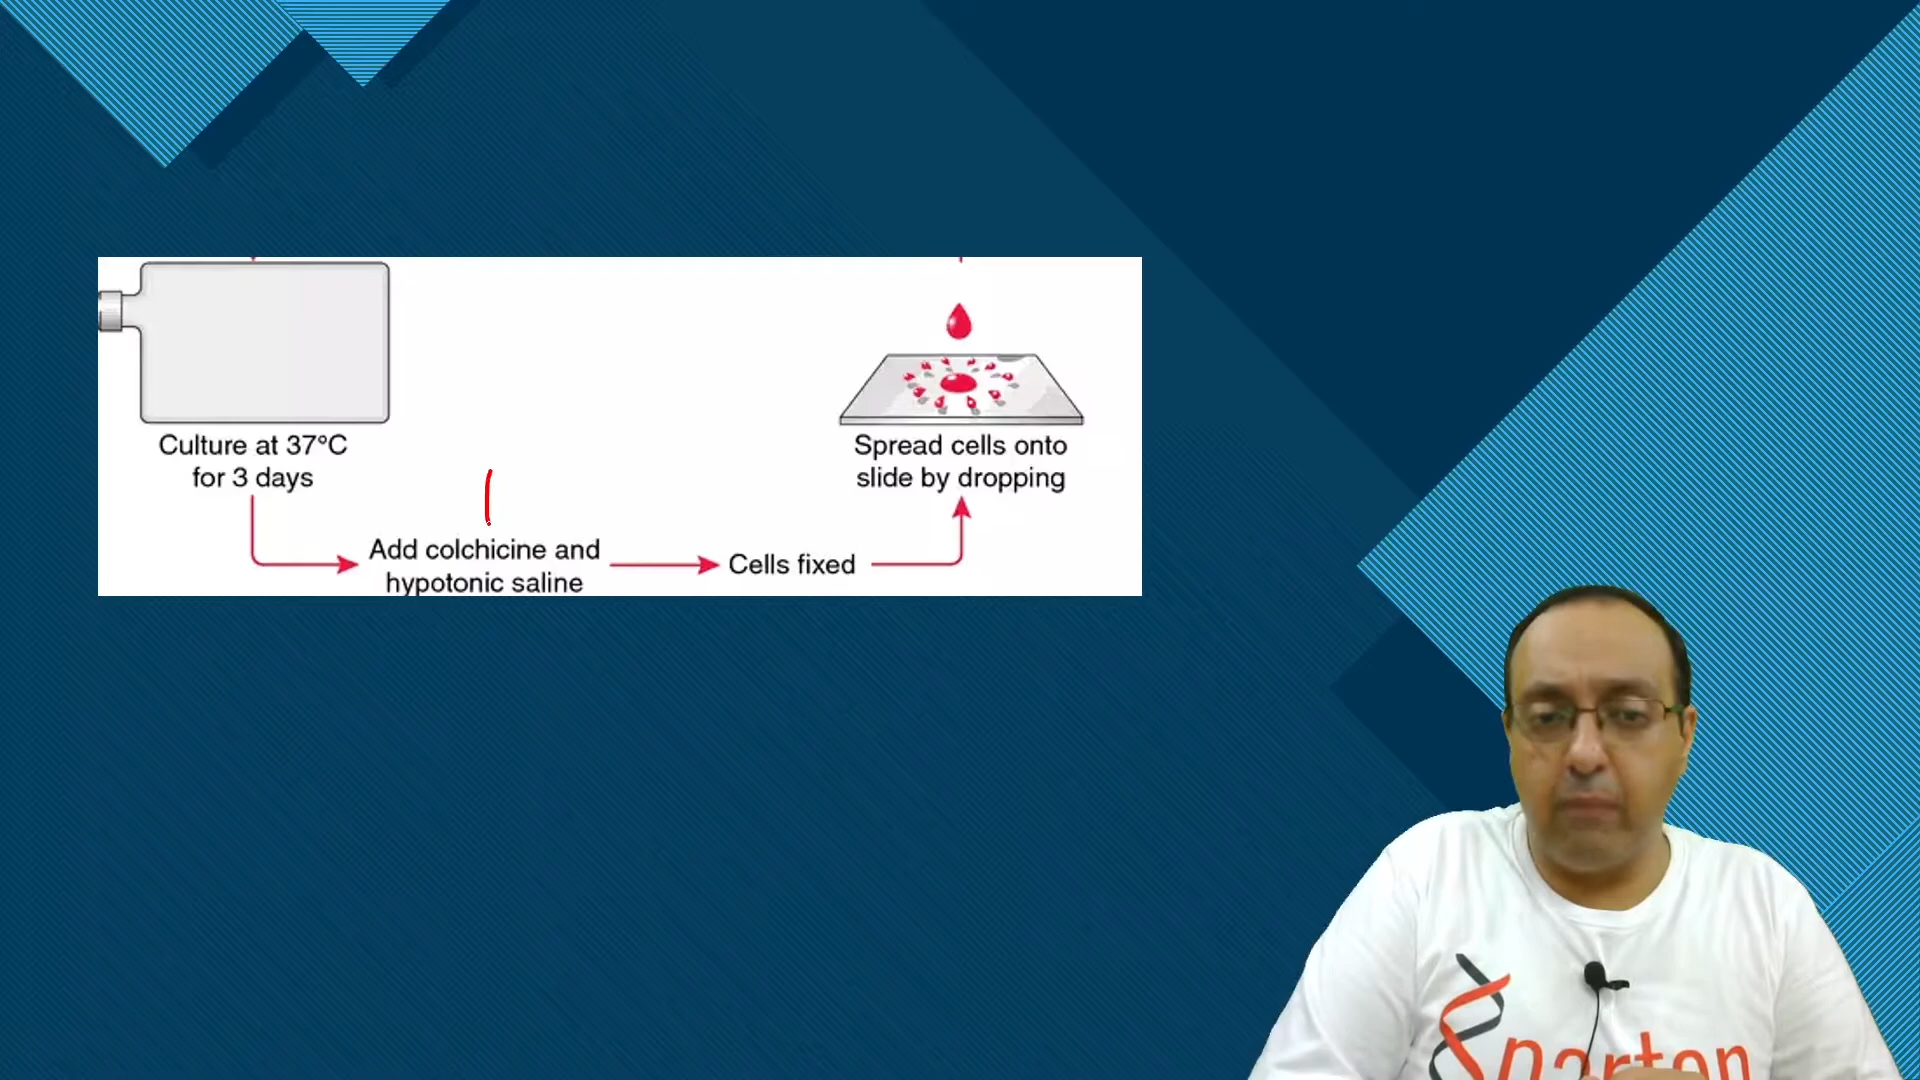 Culture at 37°C
for 3 days
Add colchicine and
hypotonic saline
Cells fixed
Spread cells onto
slide by dropping